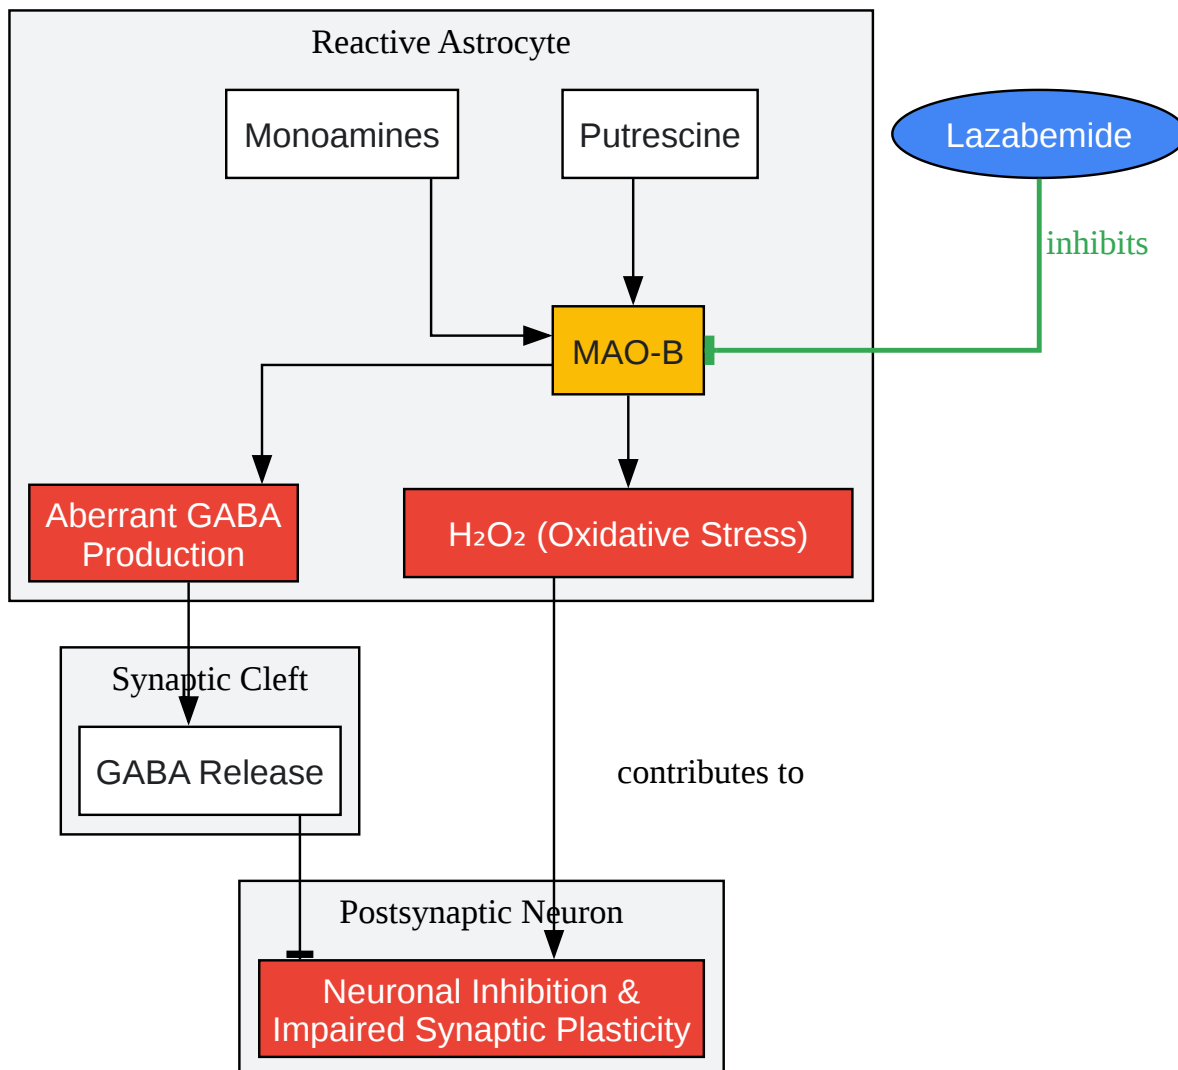 Reactive Astrocyte
Monoamines
Putrescine
Lazabemide
inhibits
MAO-B
Aberrant GABA
Production
H₂O₂ (Oxidative Stress)
Synaptic Cleft
GABA Release
contributes to
Postsynaptic Neuron
Neuronal Inhibition &
Impaired Synaptic Plasticity